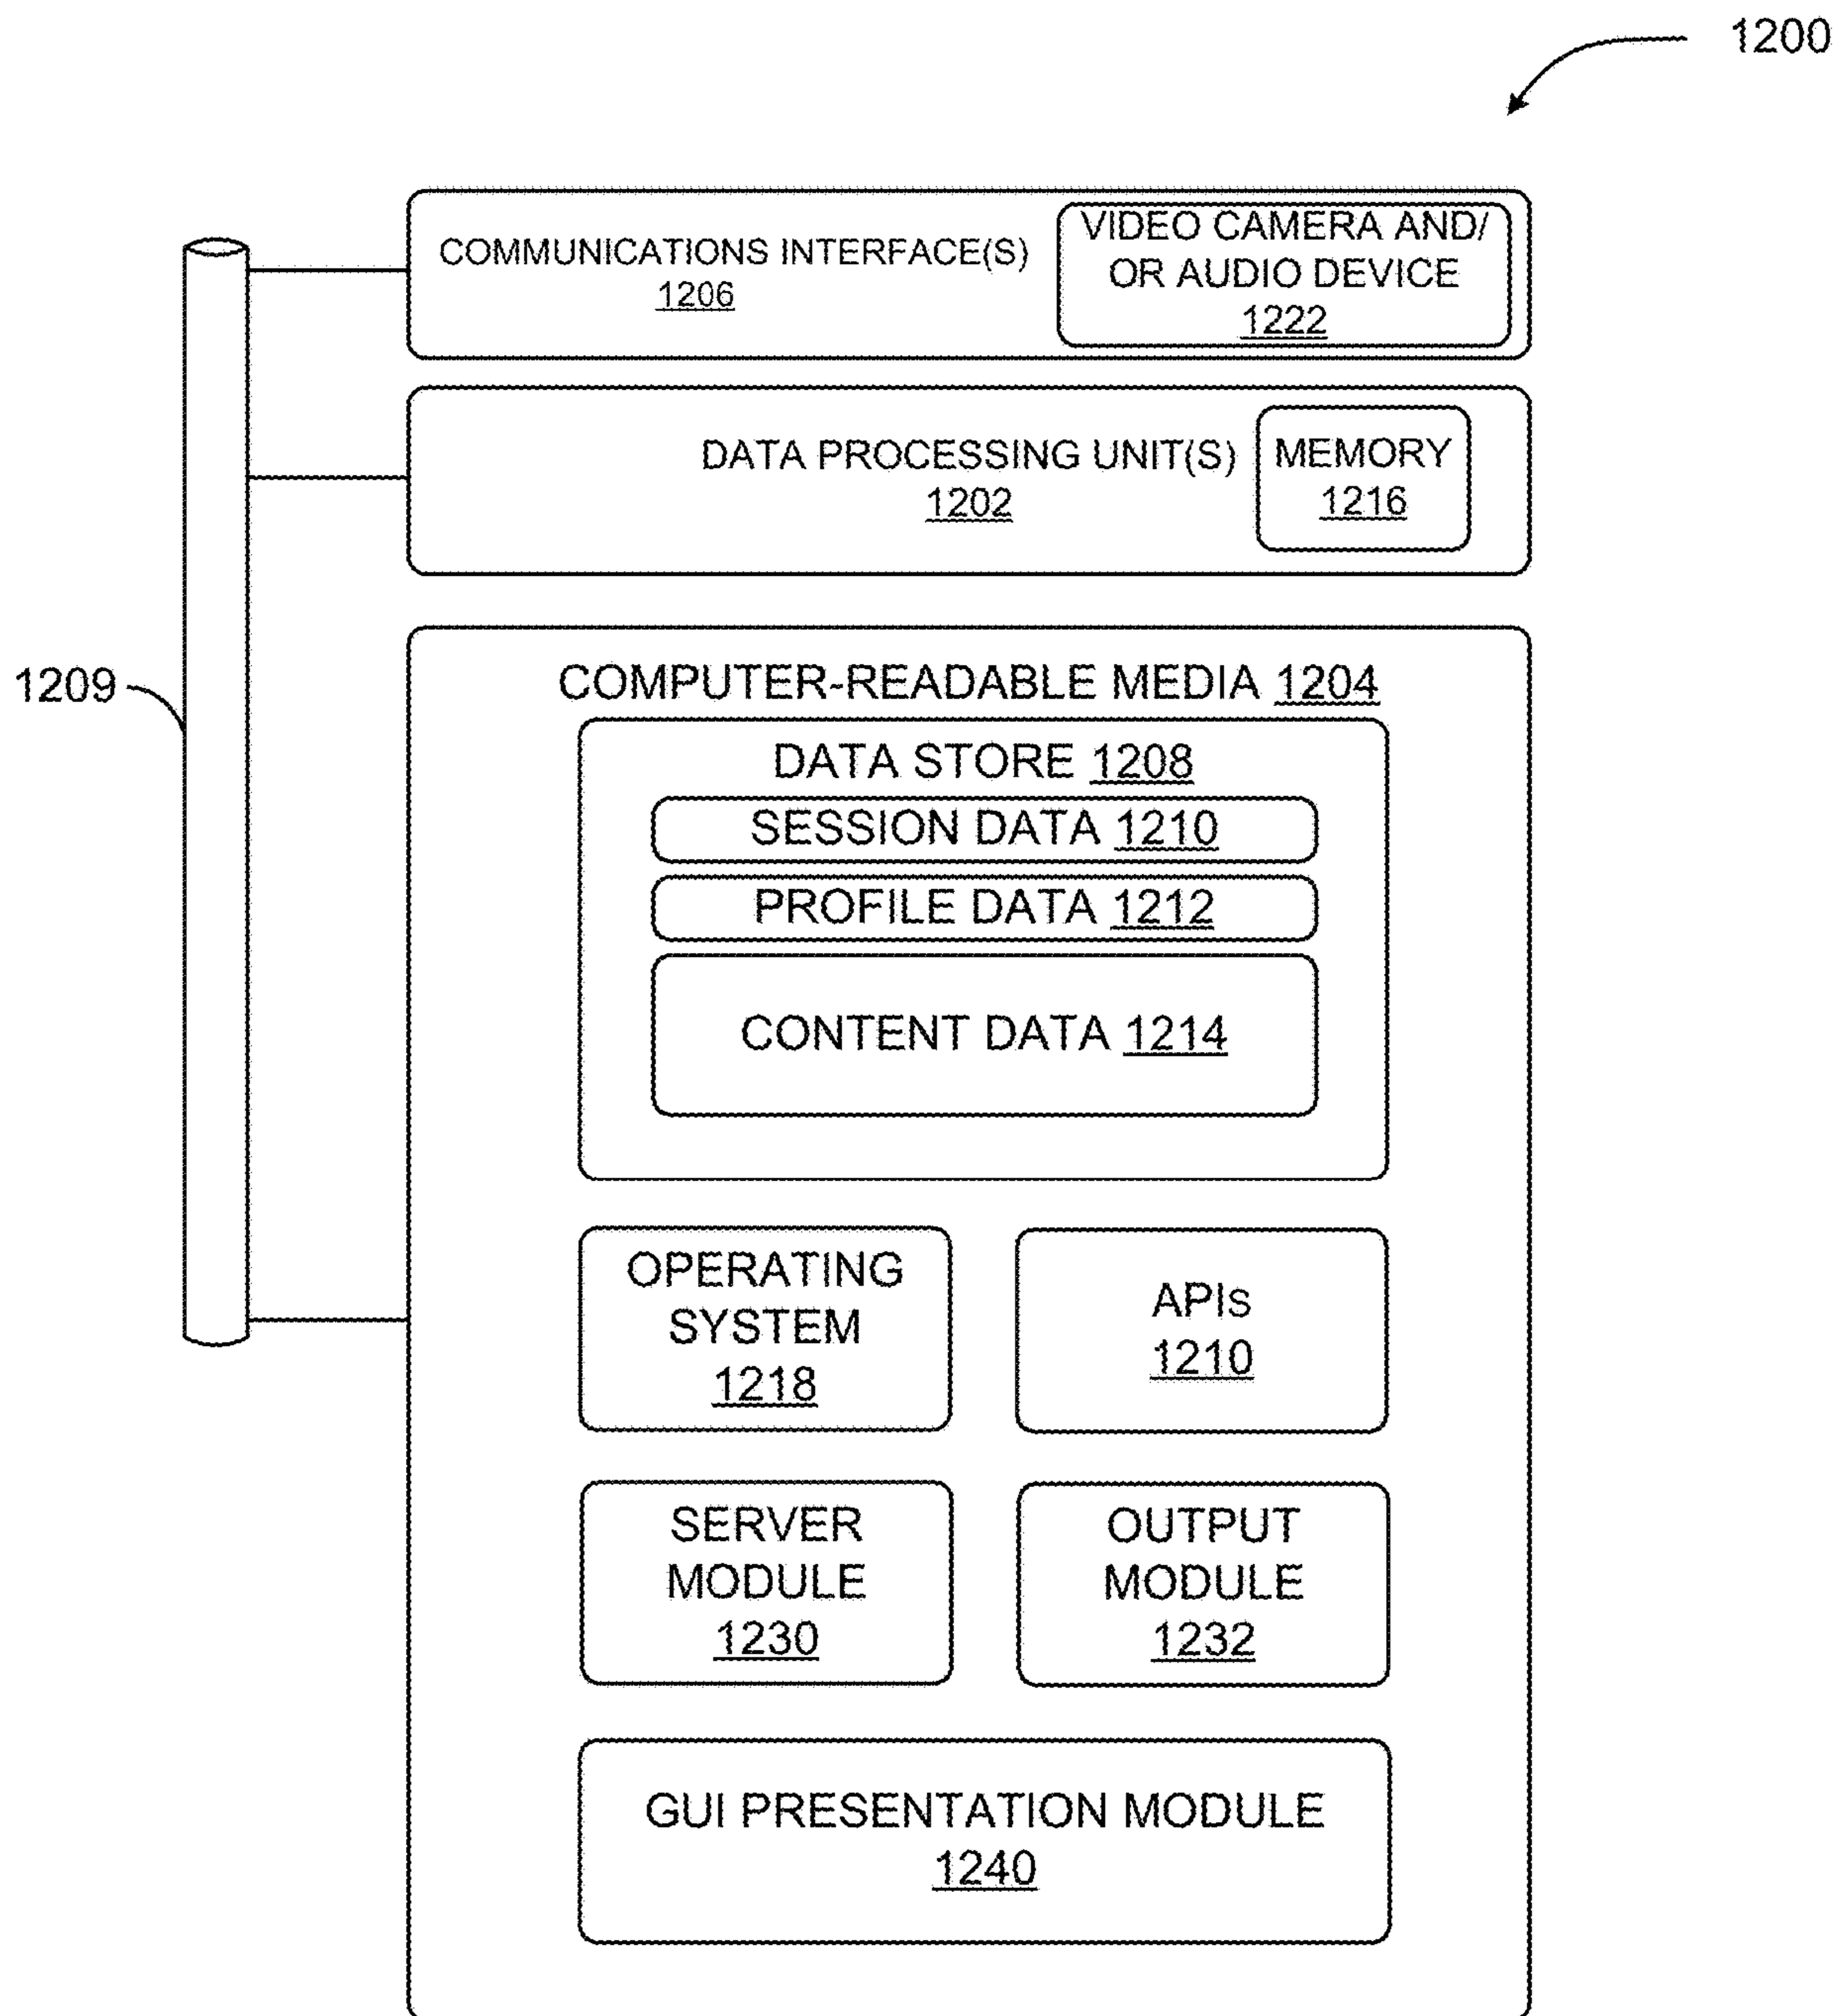 1200
COMMUNICATIONS INTERFACE(S)
1206
VIDEO CAMERA AND/
OR AUDIO DEVICE
1222
DATA PROCESSING UNIT(S)
1202
MEMORY
1216
1209
COMPUTER-READABLE MEDIA 1204
DATA STORE 1208
SESSION DATA 1210
PROFILE DATA 1212
CONTENT DATA 1214
OPERATING
SYSTEM
1218
APIs
1210
SERVER
MODULE
1230
OUTPUT
MODULE
1232
GUI PRESENTATION MODULE
1240